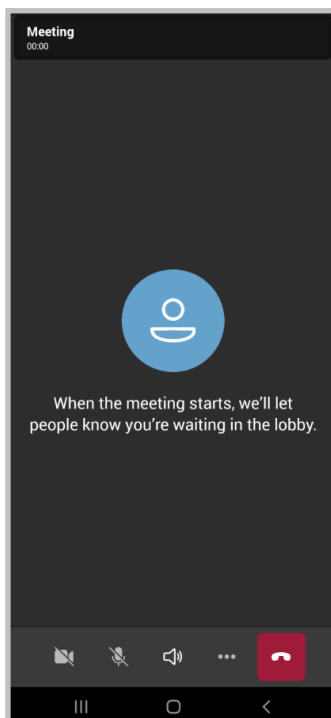 Meeting
00:00
When the meeting starts, we'll let
people know you're waiting in the lobby.